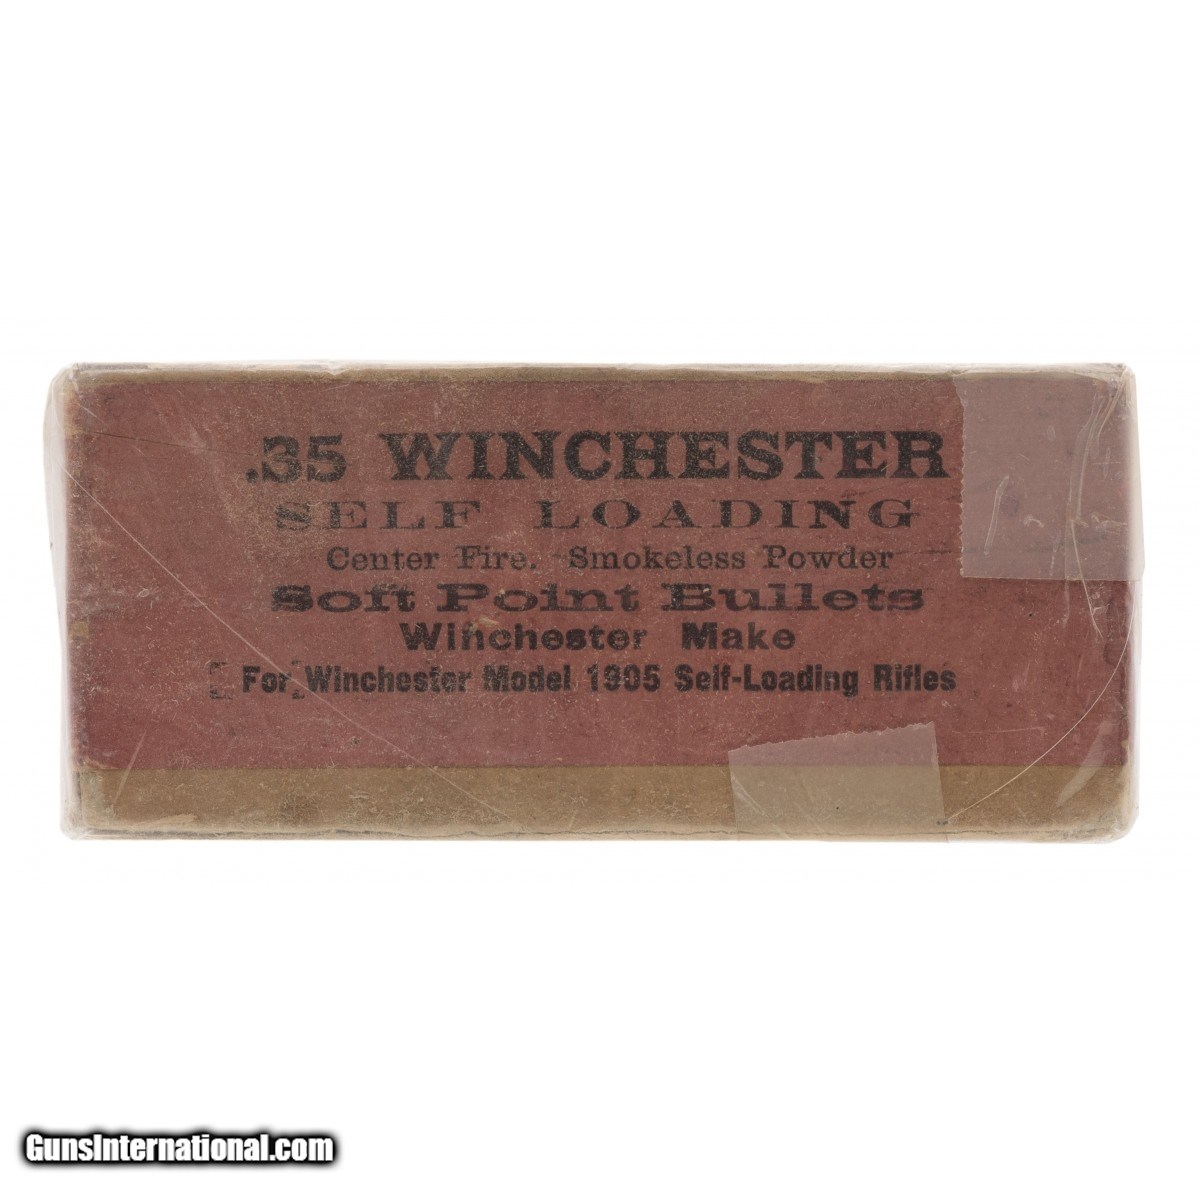 .35 WINCHESTER
SELF LOADING
Center Fire. Smokeless Powder
Soft Point Bullets
Winchester Make
[For] Winchester Model 1905 Self-Loading Rifles
GunsInternational.com